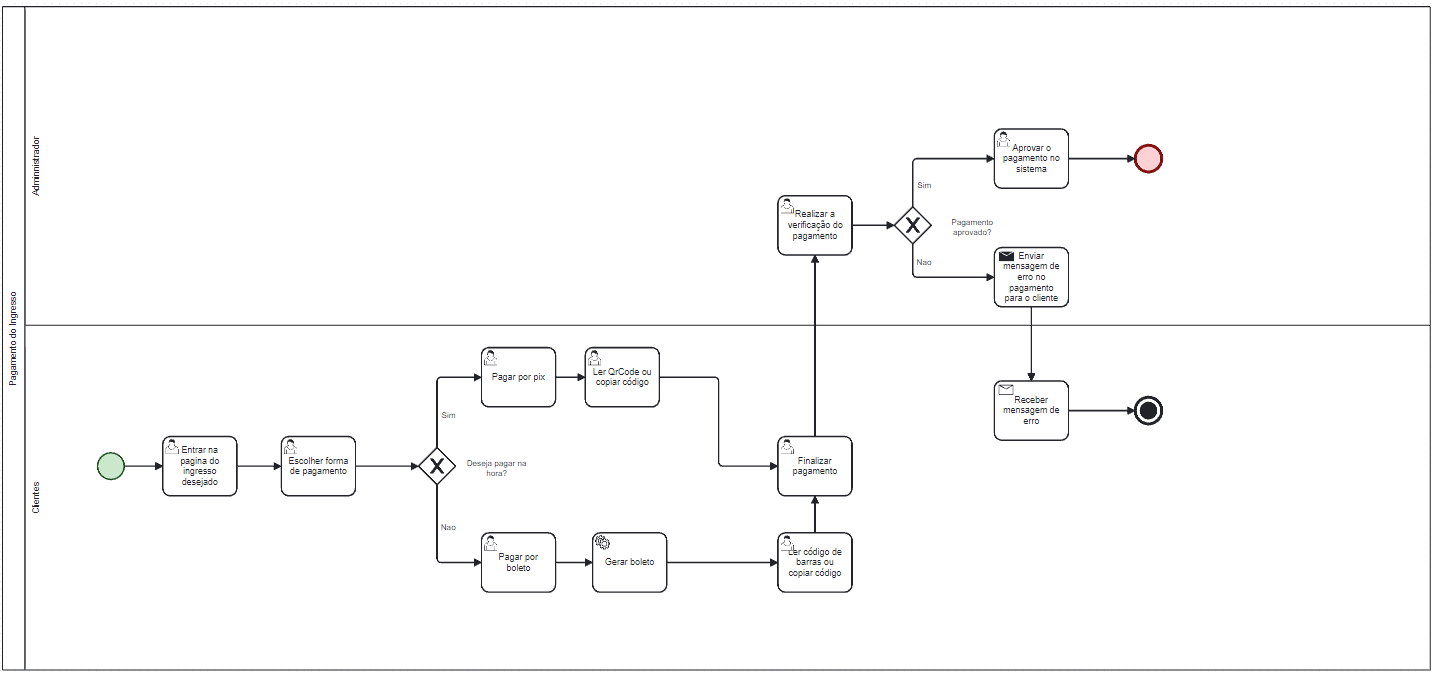 Pagamento do Ingresso
Adminnistrador
Aprovar o
pagamento no
sistema
Sim
Realizar a
verificação do
pagamento
Pagamento
aprovado?
Nao
Enviar
mensagem de
erro no
pagamento
para o cliente
Clientes
Pagar por pix
Ler QrCode ou
copiar código
Receber
mensagem de
erro
Sim
Entrar na
pagina do
ingresso
desejado
Escolher forma
de pagamento
Deseja pagar na
hora?
Finalizar
pagamento
Nao
Pagar por
boleto
Gerar boleto
Ler código de
barras ou
copiar código